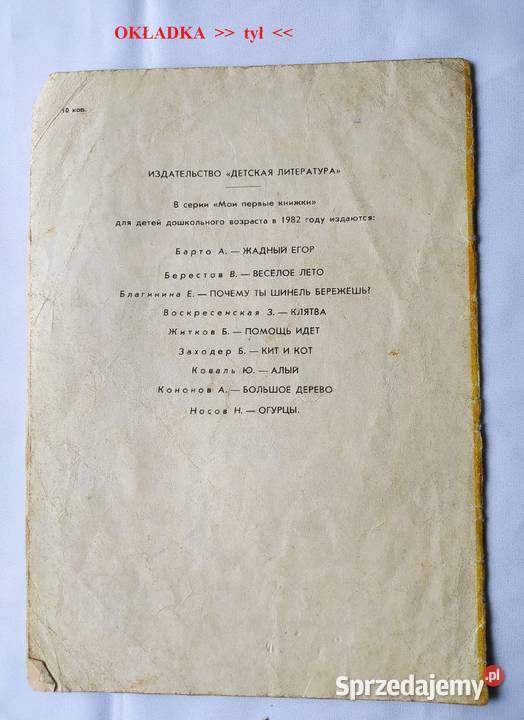 OKŁADKA >> tył <<
10 коп.
ИЗДАТЕЛЬСТВО «ДЕТСКАЯ ЛИТЕРАТУРА»
В серии «Мои первые книжки»
для детей дошкольного возраста в 1982 году издаются:
Барто А. — ЖАДНЫЙ ЕГОР
Берестов В. — ВЕСЁЛОЕ ЛЕТО
Благинина Е. — ПОЧЕМУ ТЫ ШИНЕЛЬ БЕРЕЖЕШЬ?
Воскресенская З. — КЛЯТВА
Житков Б. — ПОМОЩЬ ИДЕТ
Заходер Б. — КИТ И КОТ
Коваль Ю. — АЛЫЙ
Кононов А. — БОЛЬШОЕ ДЕРЕВО
Носов Н. — ОГУРЦЫ.
Sprzedajemy.pl